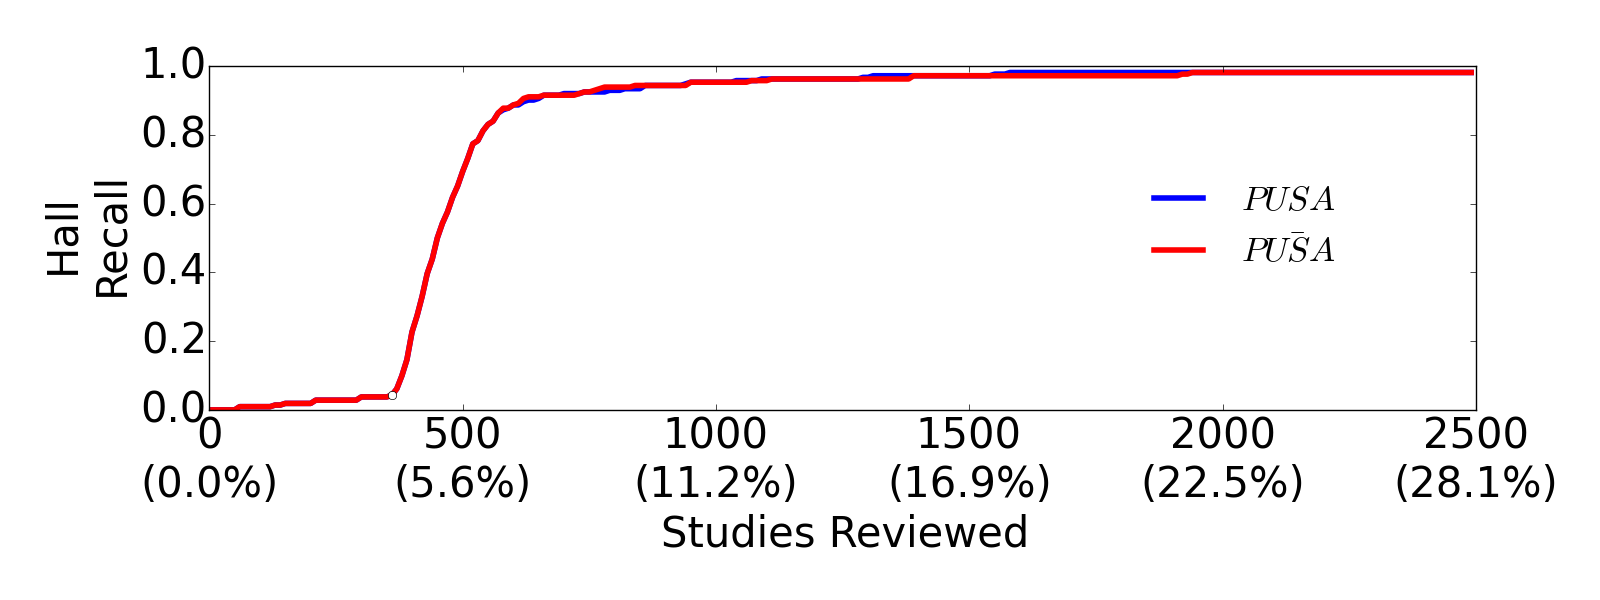 1.0
0.8
0.6
0.4
0.2
0.0
Hall
Recall
PUSA
PUS̄A
0 500 1000 1500 2000 2500
(0.0%) (5.6%) (11.2%) (16.9%) (22.5%) (28.1%)
Studies Reviewed